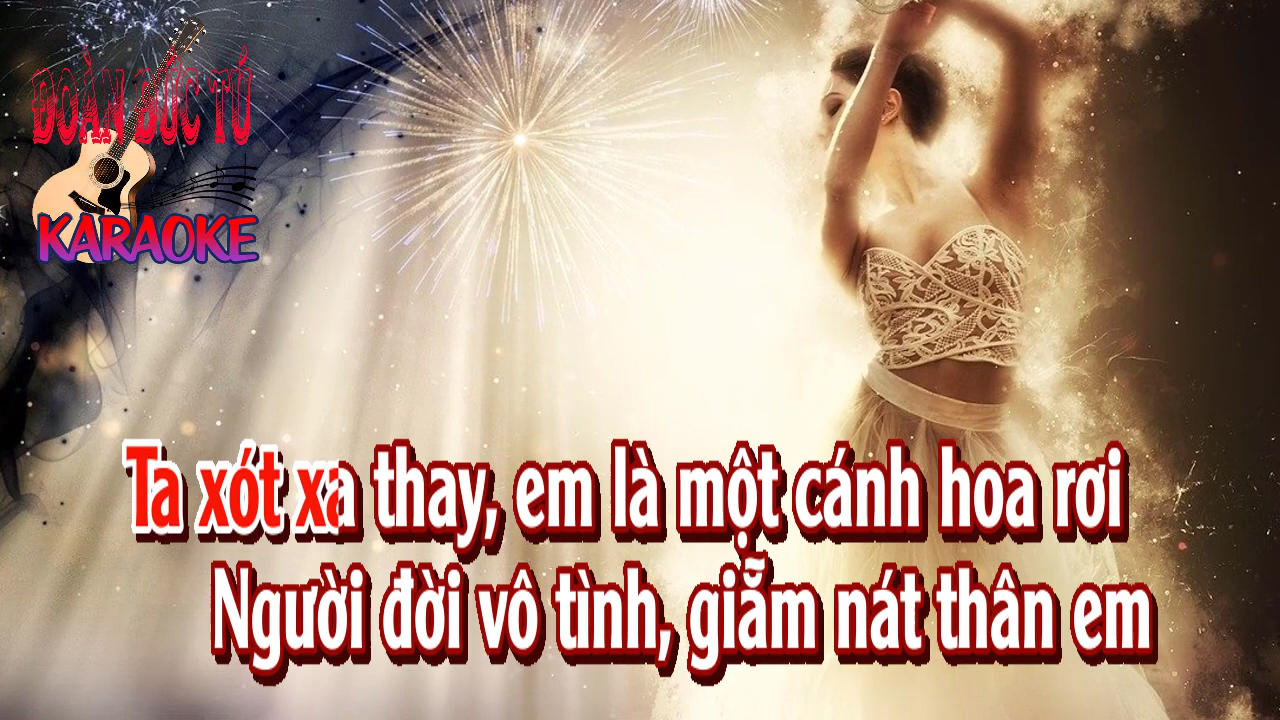 ĐOÀN ĐỨC TÚ
KARAOKE
Ta xót xa thay, em là một cánh hoa rơi
Người đời vô tình, giẵm nát thân em